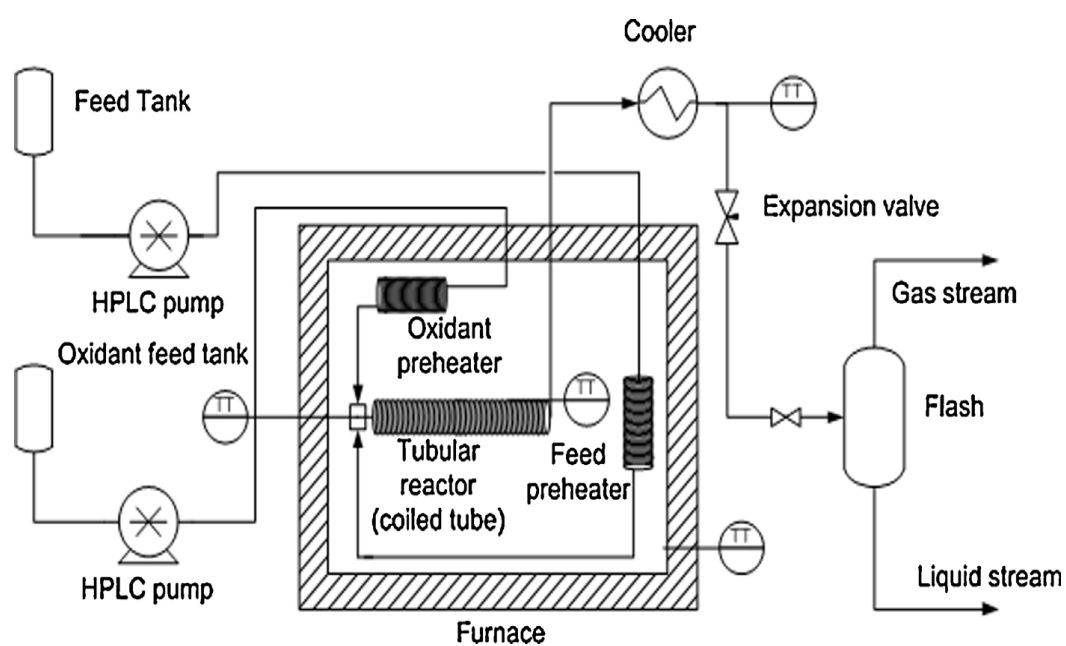 Cooler
Feed Tank
TT
Expansion valve
HPLC pump
Gas stream
Oxidant
preheater
Oxidant feed tank
TT
TT
Flash
Tubular
reactor
(coiled tube)
Feed
preheater
TT
HPLC pump
Liquid stream
Furnace